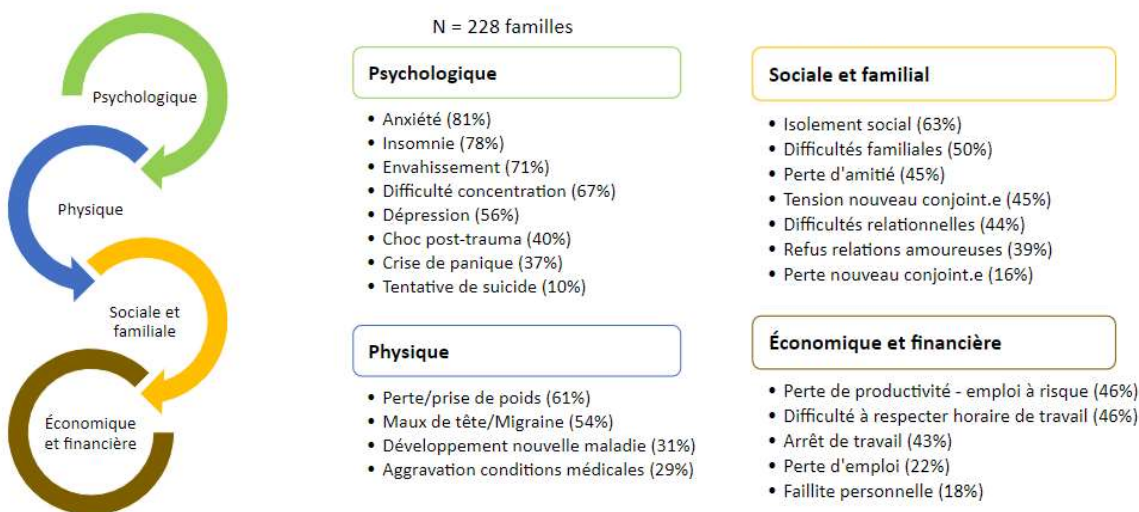 Psychologique
Physique
Sociale et
familiale
Économique
et financière
N = 228 familles
Psychologique
• Anxiété (81%)
• Insomnie (78%)
• Envahissement (71%)
• Difficulté concentration (67%)
• Dépression (56%)
• Choc post-trauma (40%)
• Crise de panique (37%)
• Tentative de suicide (10%)
Physique
• Perte/prise de poids (61%)
• Maux de tête/Migraine (54%)
• Développement nouvelle maladie (31%)
• Aggravation conditions médicales (29%)
Sociale et familial
• Isolement social (63%)
• Difficultés familiales (50%)
• Perte d'amitié (45%)
• Tension nouveau conjoint.e (45%)
• Difficultés relationnelles (44%)
• Refus relations amoureuses (39%)
• Perte nouveau conjoint.e (16%)
Économique et financière
• Perte de productivité - emploi à risque (46%)
• Difficulté à respecter horaire de travail (46%)
• Arrêt de travail (43%)
• Perte d'emploi (22%)
• Faillite personnelle (18%)